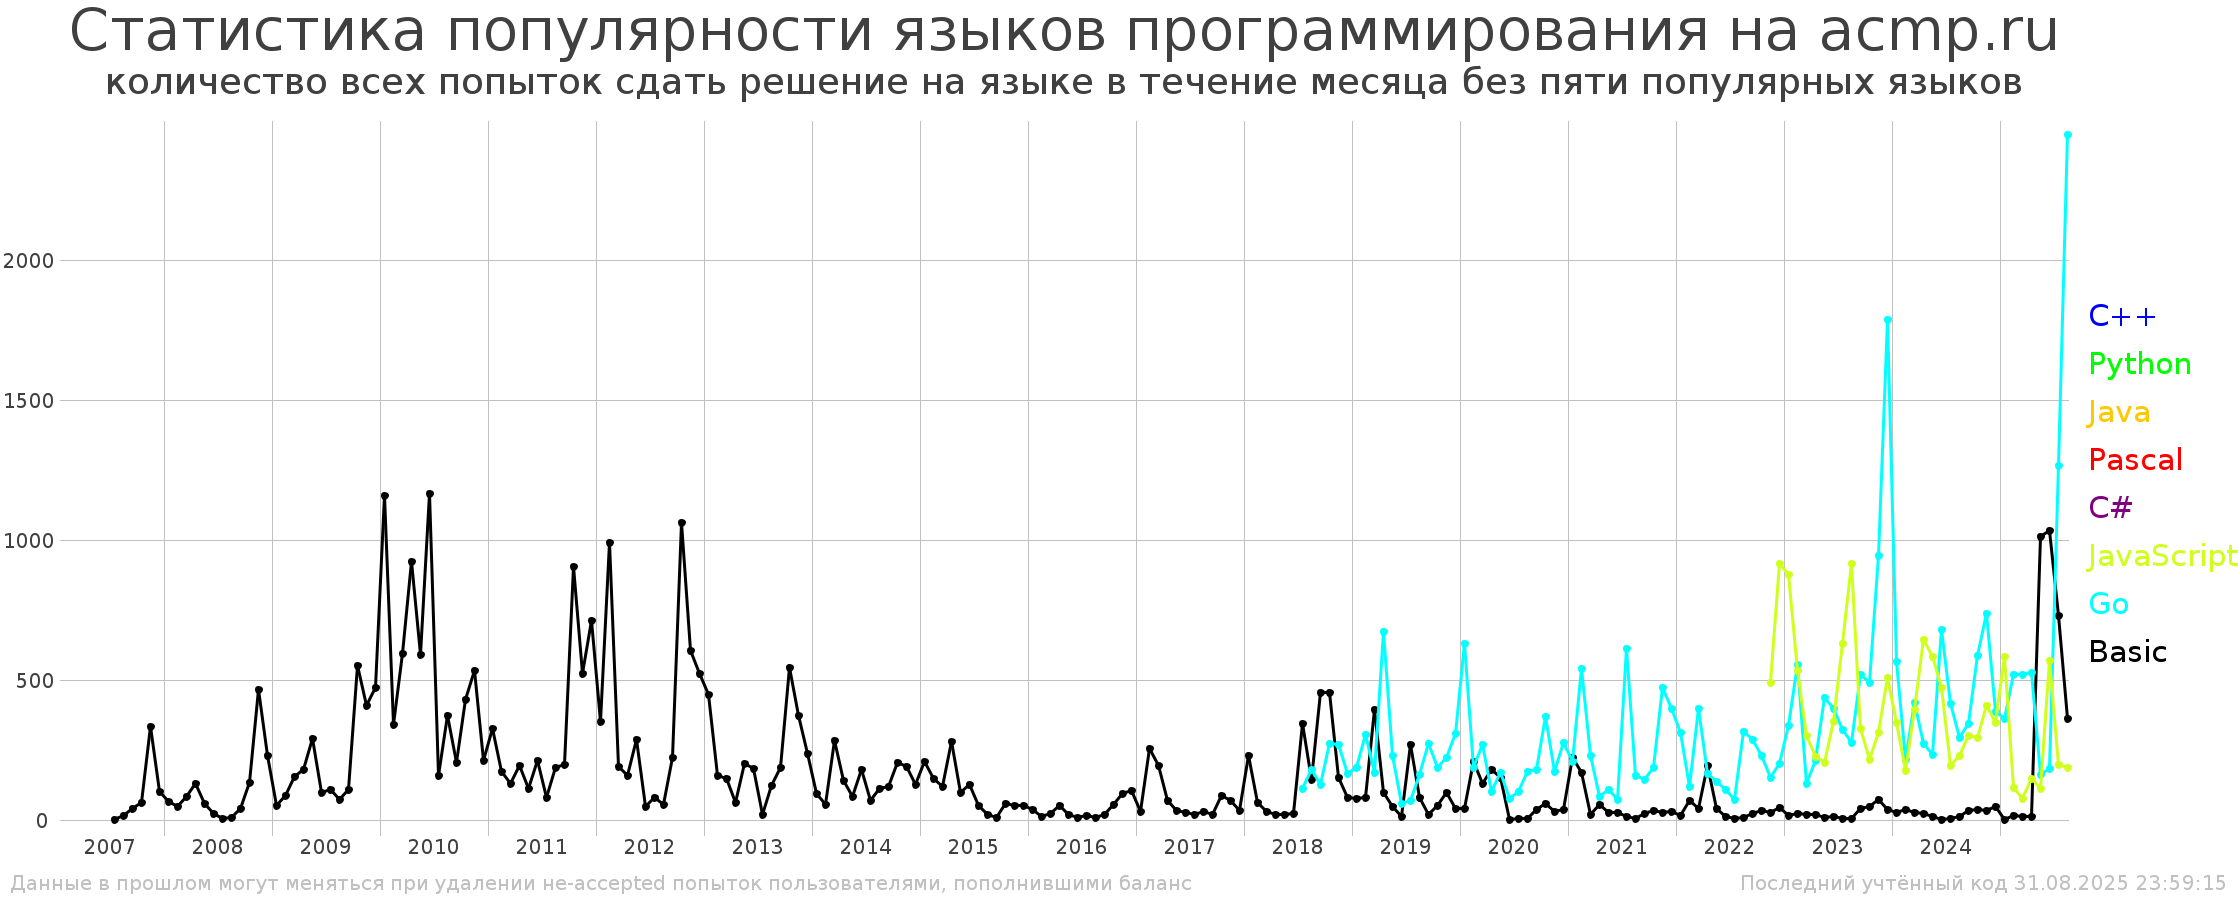 Статистика популярности языков программирования на acmp.ru
количество всех попыток сдать решение на языке в течение месяца без пяти популярных языков
2000
1500
1000
500
0
C++
Python
Java
Pascal
C#
JavaScript
Go
Basic
2007 2008 2009 2010 2011 2012 2013 2014 2015 2016 2017 2018 2019 2020 2021 2022 2023 2024
Данные в прошлом могут меняться при удалении не-accepted попыток пользователями, пополнившими баланс
Последний учтённый код 31.08.2025 23:59:15